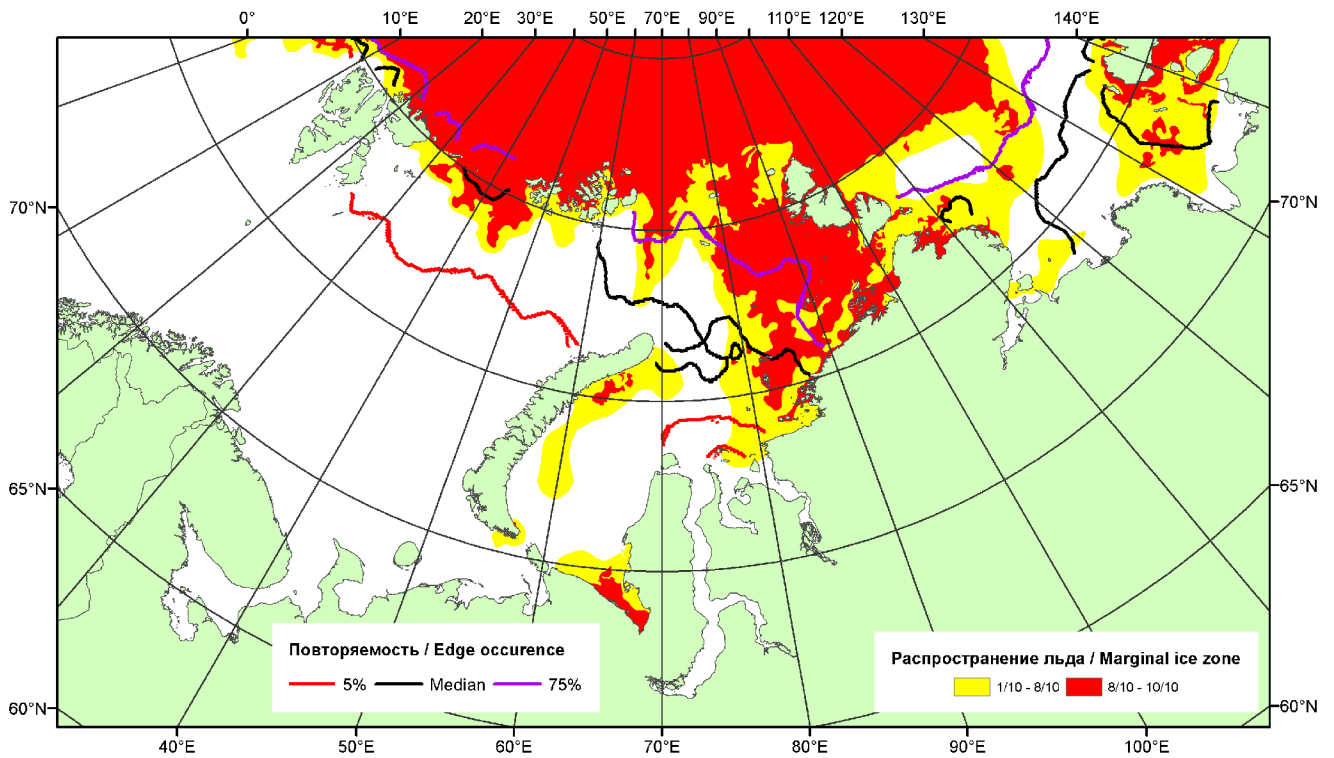 0° 10°E 20°E 30°E 50°E 70°E 90°E 110°E 120°E 130°E 140°E
70°N 70°N
65°N 65°N
Повторяемость / Edge occurence
5% Median 75%
Распространение льда / Marginal ice zone
1/10 - 8/10 8/10 - 10/10
60°N 60°N
40°E 50°E 60°E 70°E 80°E 90°E 100°E